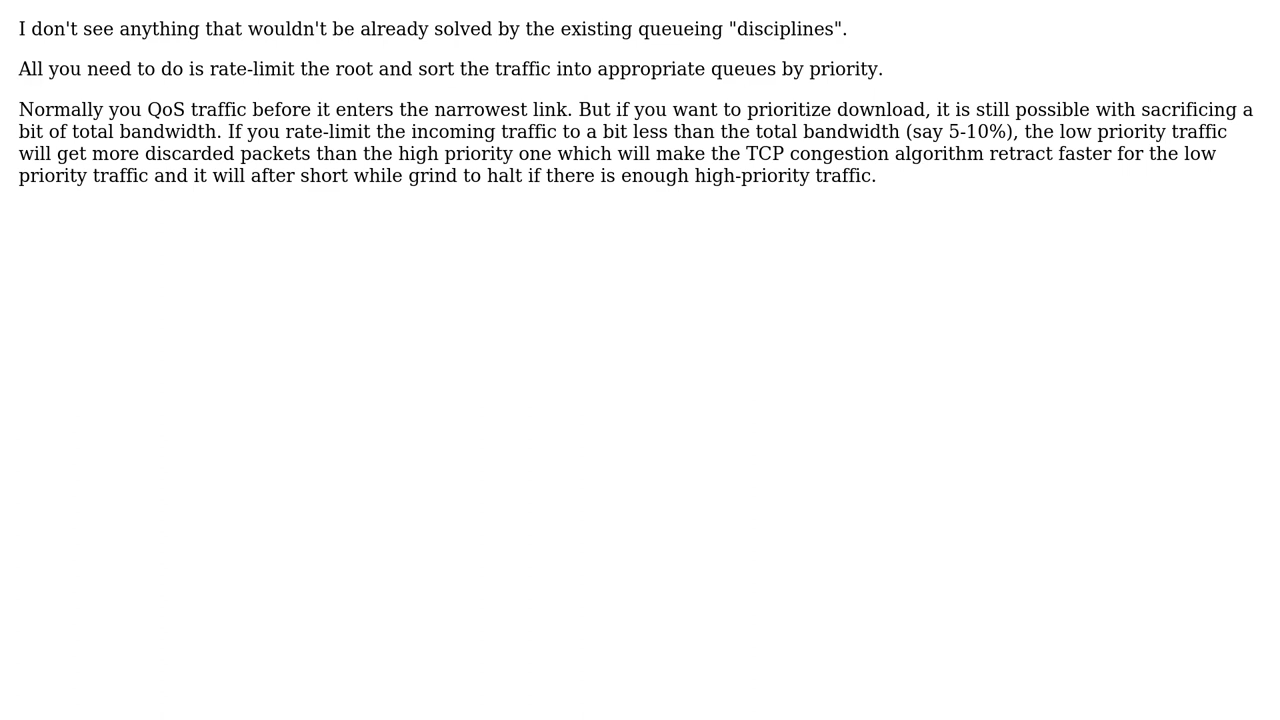 I don't see anything that wouldn't be already solved by the existing queueing "disciplines".
All you need to do is rate-limit the root and sort the traffic into appropriate queues by priority.
Normally you QoS traffic before it enters the narrowest link. But if you want to prioritize download, it is still possible with sacrificing a
bit of total bandwidth. If you rate-limit the incoming traffic to a bit less than the total bandwidth (say 5-10%), the low priority traffic
will get more discarded packets than the high priority one which will make the TCP congestion algorithm retract faster for the low
priority traffic and it will after short while grind to halt if there is enough high-priority traffic.